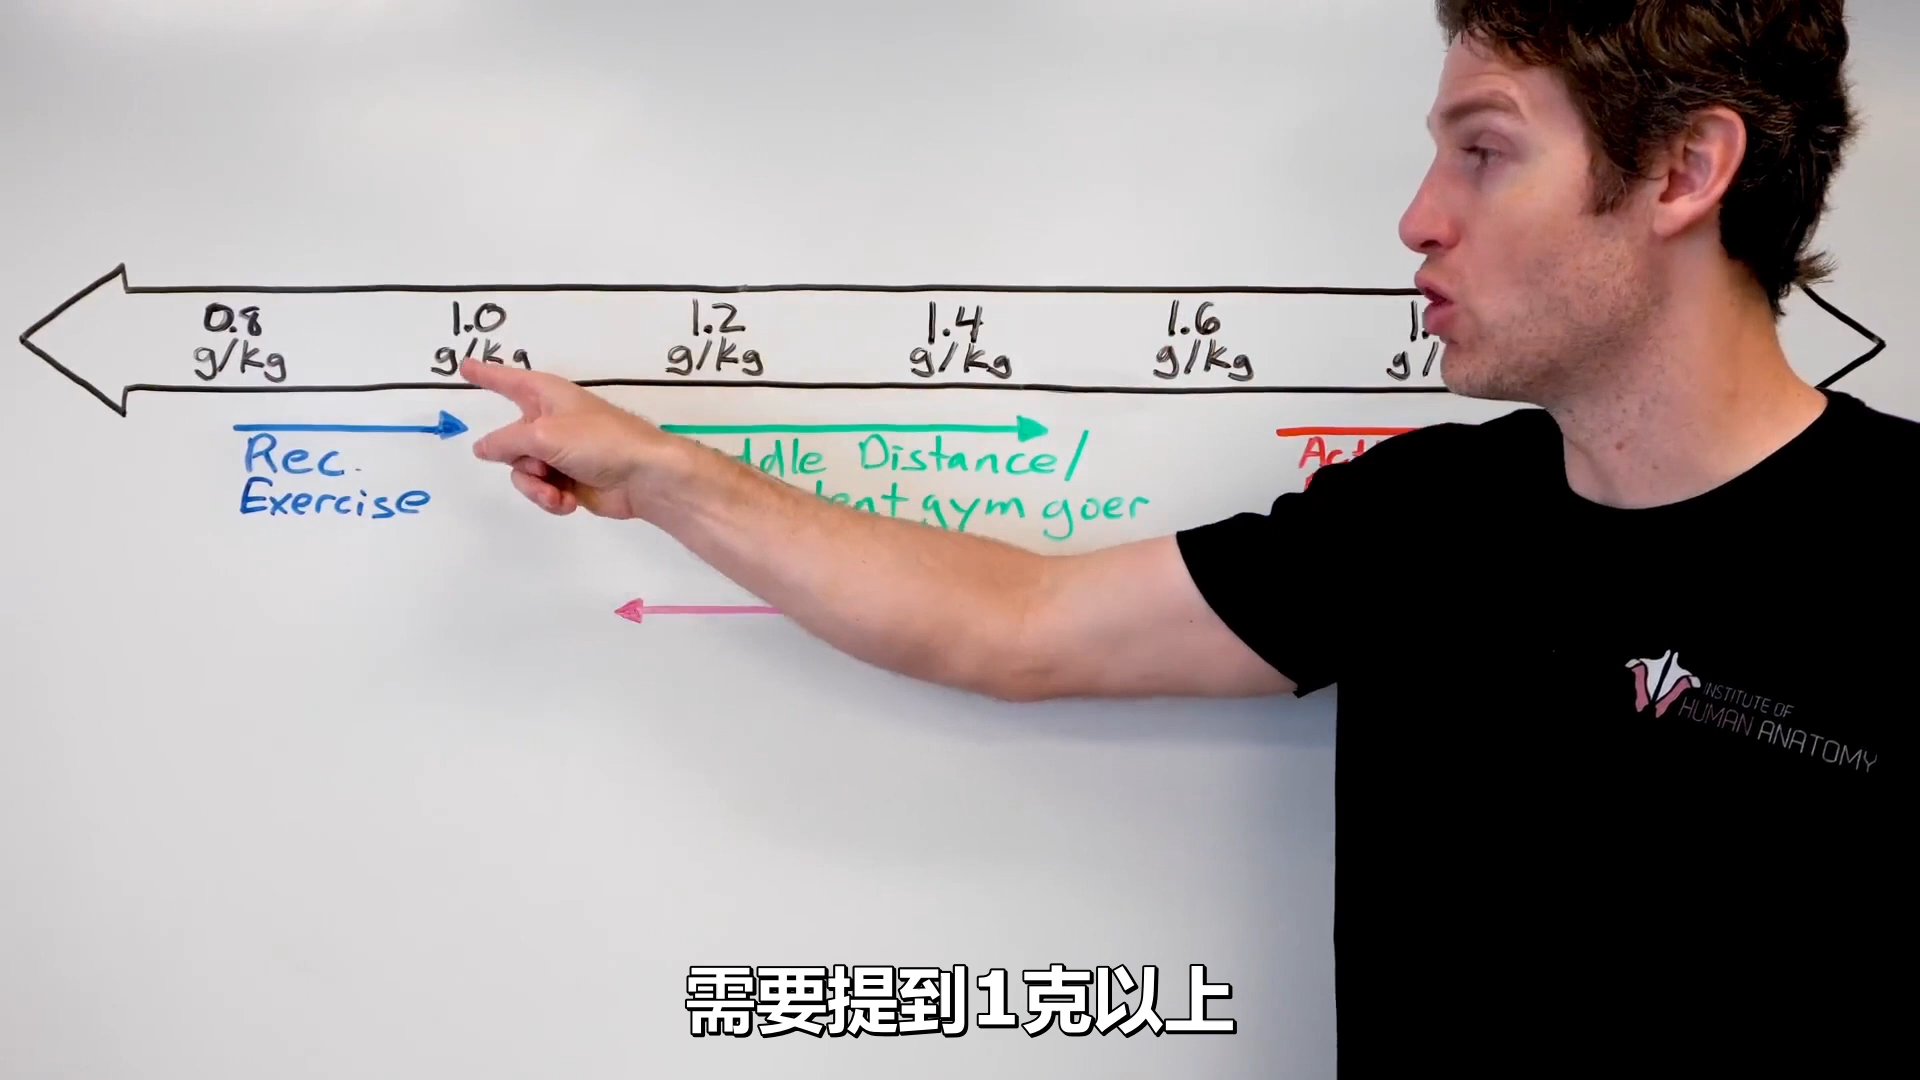 0.8 1.0 1.2 1.4 1.6
g/kg g/kg g/kg g/kg g/kg g/
Rec.
Exercise
Distance/
gym goer
INSTITUTE OF
HUMAN ANATOMY
需要提到1克以上